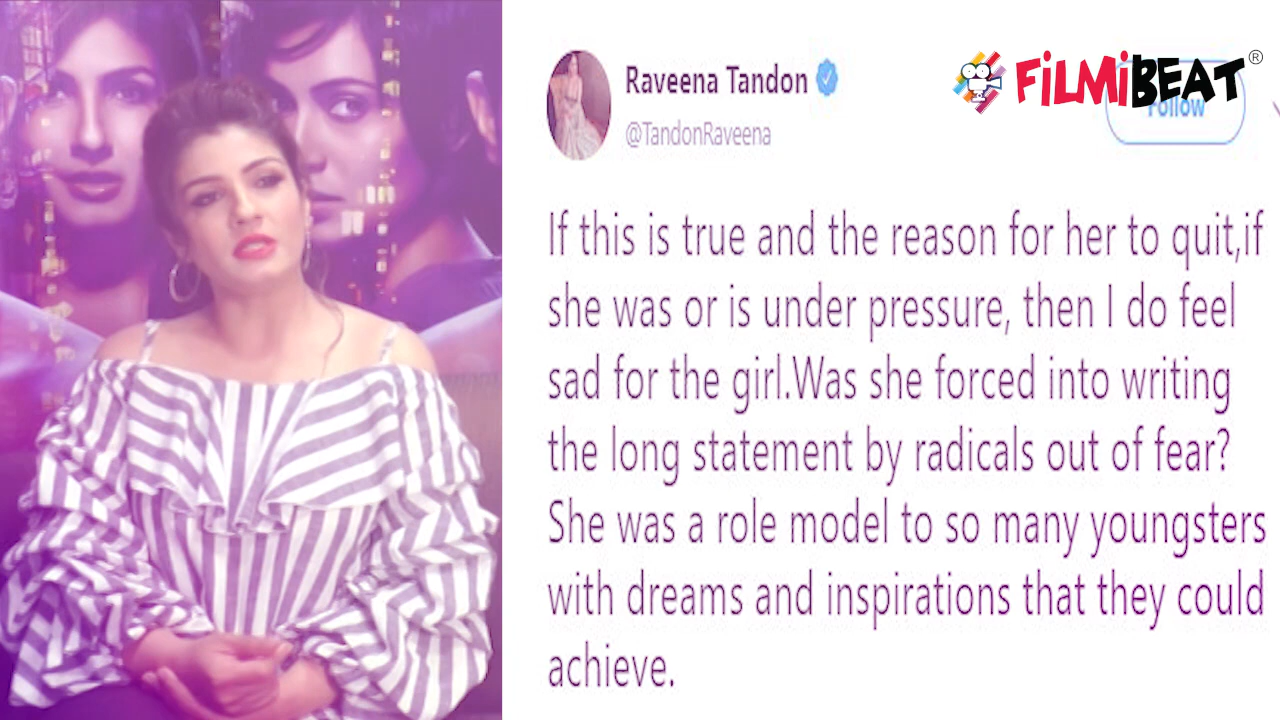 Raveena Tandon
FiLMiBEAT®
@TandonRaveena
Follow
If this is true and the reason for her to quit,if
she was or is under pressure, then I do feel
sad for the girl.Was she forced into writing
the long statement by radicals out of fear?
She was a role model to so many youngsters
with dreams and inspirations that they could
achieve.